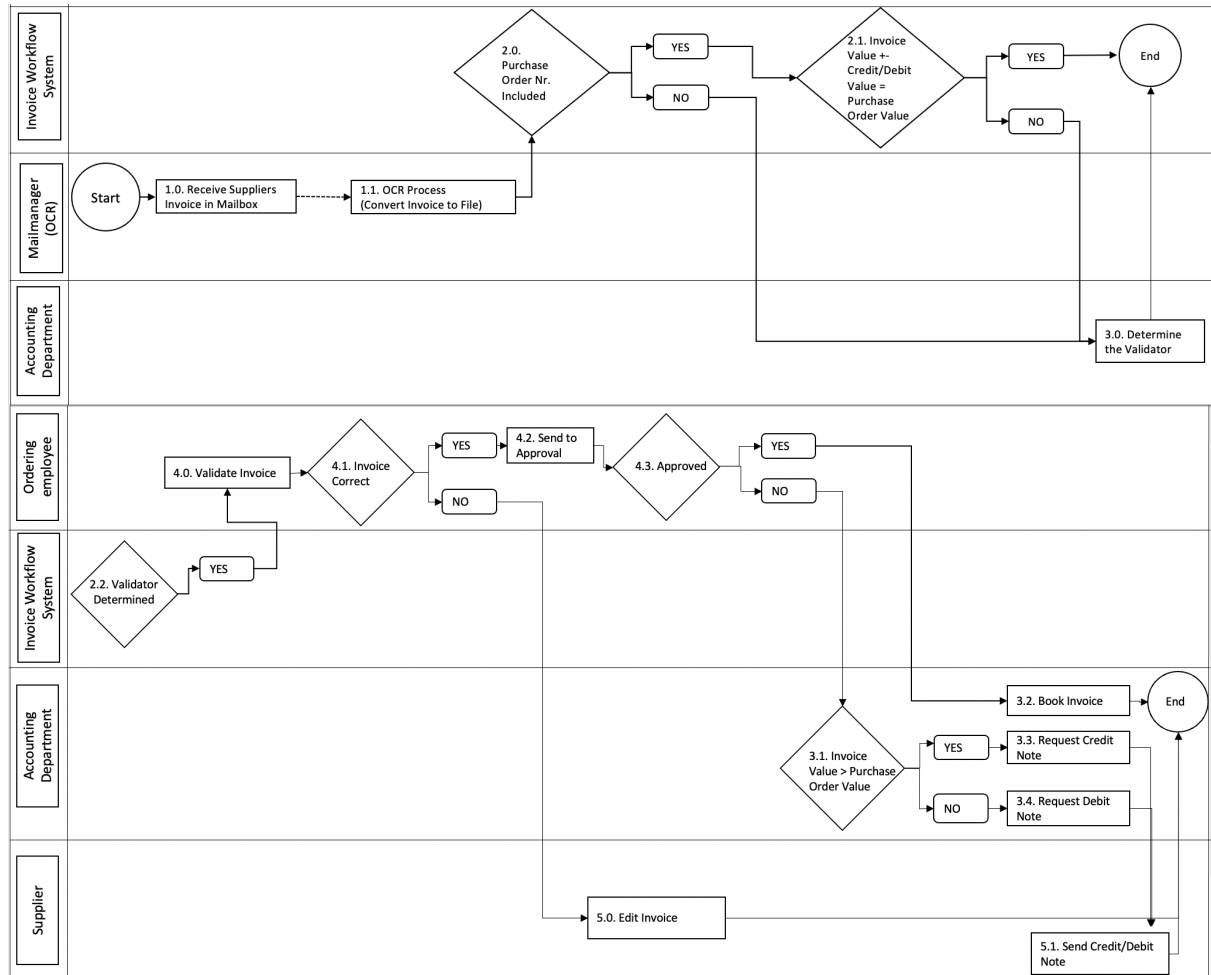 Invoice Workflow
System
2.0.
Purchase
Order Nr.
Included
YES
NO
2.1. Invoice
Value +-
Credit/Debit
Value =
Purchase
Order Value
YES
NO
End
Mailmanager
(OCR)
Start
1.0. Receive Suppliers
Invoice in Mailbox
1.1. OCR Process
(Convert Invoice to File)
Accounting
Department
3.0. Determine
the Validator
Ordering
employee
4.0. Validate Invoice
4.1. Invoice
Correct
YES
NO
4.2. Send to
Approval
4.3. Approved
YES
NO
Invoice Workflow
System
2.2. Validator
Determined
YES
Accounting
Department
3.1. Invoice
Value > Purchase
Order Value
YES
NO
3.2. Book Invoice
3.3. Request Credit
Note
3.4. Request Debit
Note
End
Supplier
5.0. Edit Invoice
5.1. Send Credit/Debit
Note